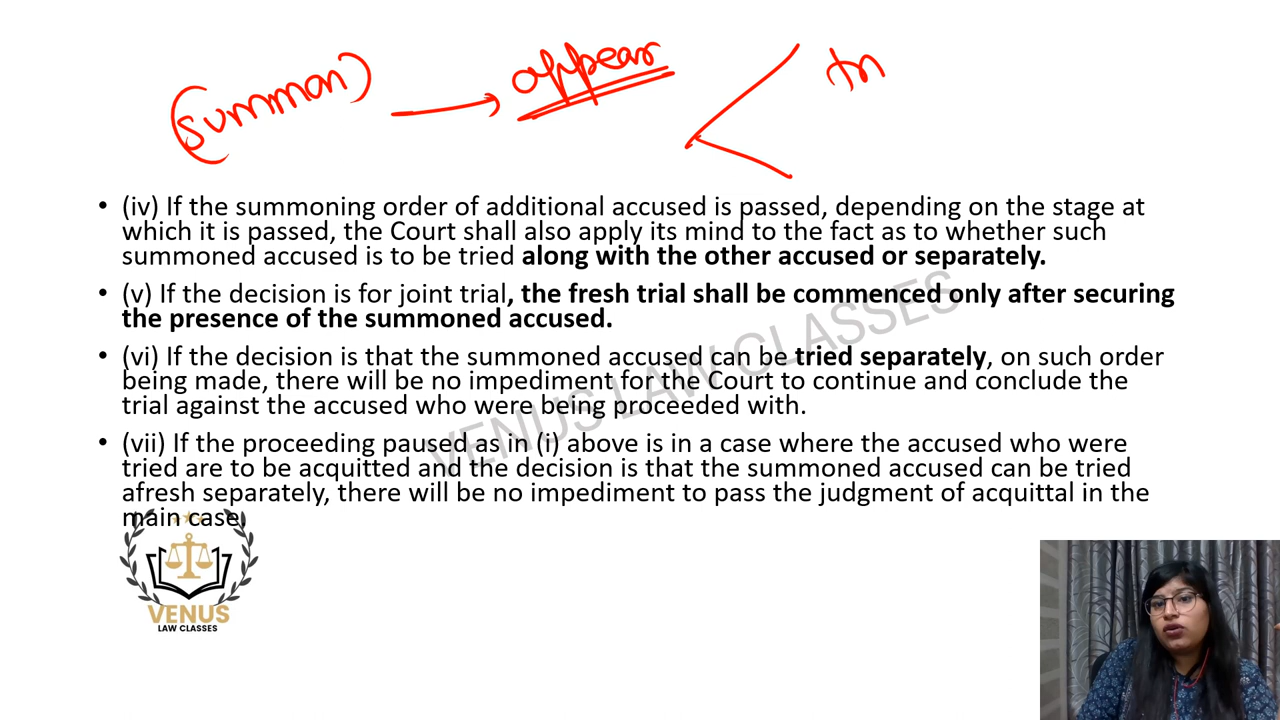 (Summon) → appear
• (iv) If the summoning order of additional accused is passed, depending on the stage at
which it is passed, the Court shall also apply its mind to the fact as to whether such
summoned accused is to be tried along with the other accused or separately.
• (v) If the decision is for joint trial, the fresh trial shall be commenced only after securing
the presence of the summoned accused.
• (vi) If the decision is that the summoned accused can be tried separately, on such order
being made, there will be no impediment for the Court to continue and conclude the
trial against the accused who were being proceeded with.
• (vii) If the proceeding paused as in (i) above is in a case where the accused who were
tried are to be acquitted and the decision is that the summoned accused can be tried
afresh separately, there will be no impediment to pass the judgment of acquittal in the
main case.
VENUS LAW CLASSES
VENUS
LAW CLASSES